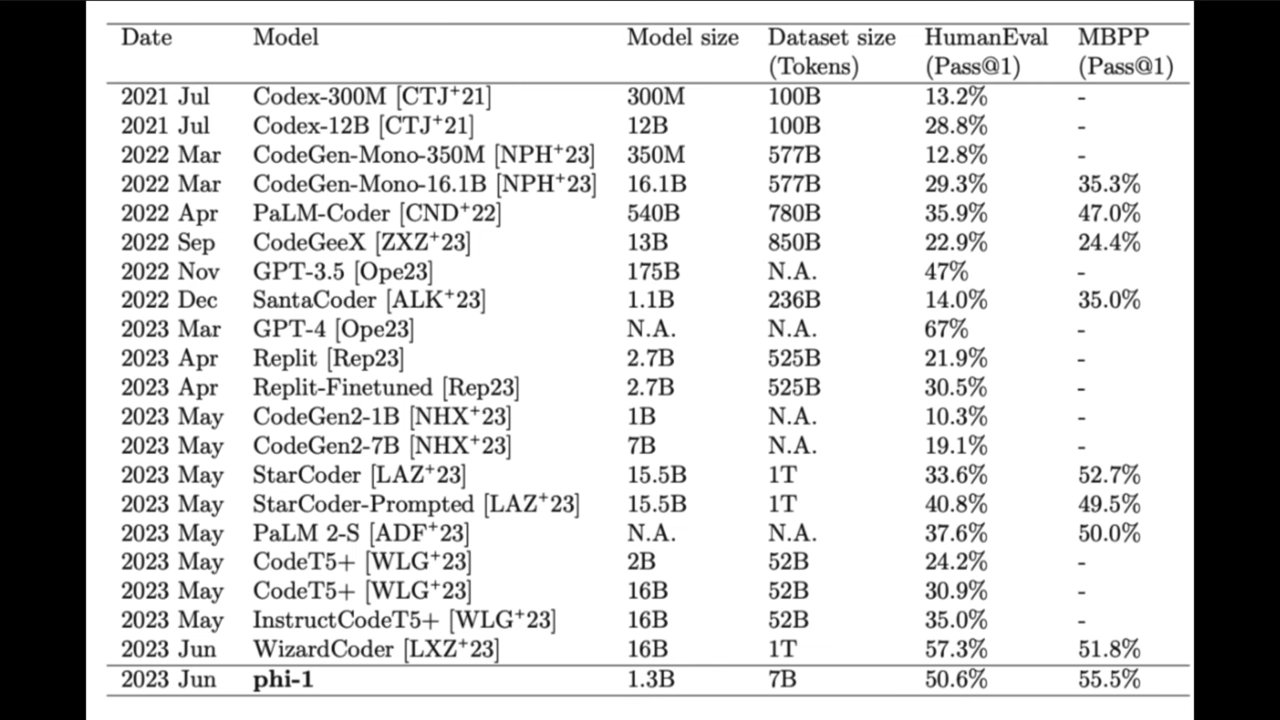 Date Model Model size Dataset size HumanEval MBPP
(Tokens) (Pass@1) (Pass@1)
2021 Jul Codex-300M [CTJ+21] 300M 100B 13.2% -
2021 Jul Codex-12B [CTJ+21] 12B 100B 28.8% -
2022 Mar CodeGen-Mono-350M [NPH+23] 350M 577B 12.8% -
2022 Mar CodeGen-Mono-16.1B [NPH+23] 16.1B 577B 29.3% 35.3%
2022 Apr PaLM-Coder [CND+22] 540B 780B 35.9% 47.0%
2022 Sep CodeGeeX [ZXZ+23] 13B 850B 22.9% 24.4%
2022 Nov GPT-3.5 [Ope23] 175B N.A. 47% -
2022 Dec SantaCoder [ALK+23] 1.1B 236B 14.0% 35.0%
2023 Mar GPT-4 [Ope23] N.A. N.A. 67% -
2023 Apr Replit [Rep23] 2.7B 525B 21.9% -
2023 Apr Replit-Finetuned [Rep23] 2.7B 525B 30.5% -
2023 May CodeGen2-1B [NHX+23] 1B N.A. 10.3% -
2023 May CodeGen2-7B [NHX+23] 7B N.A. 19.1% -
2023 May StarCoder [LAZ+23] 15.5B 1T 33.6% 52.7%
2023 May StarCoder-Prompted [LAZ+23] 15.5B 1T 40.8% 49.5%
2023 May PaLM 2-S [ADF+23] N.A. N.A. 37.6% 50.0%
2023 May CodeT5+ [WLG+23] 2B 52B 24.2% -
2023 May CodeT5+ [WLG+23] 16B 52B 30.9% -
2023 May InstructCodeT5+ [WLG+23] 16B 52B 35.0% -
2023 Jun WizardCoder [LXZ+23] 16B 1T 57.3% 51.8%
2023 Jun phi-1 1.3B 7B 50.6% 55.5%